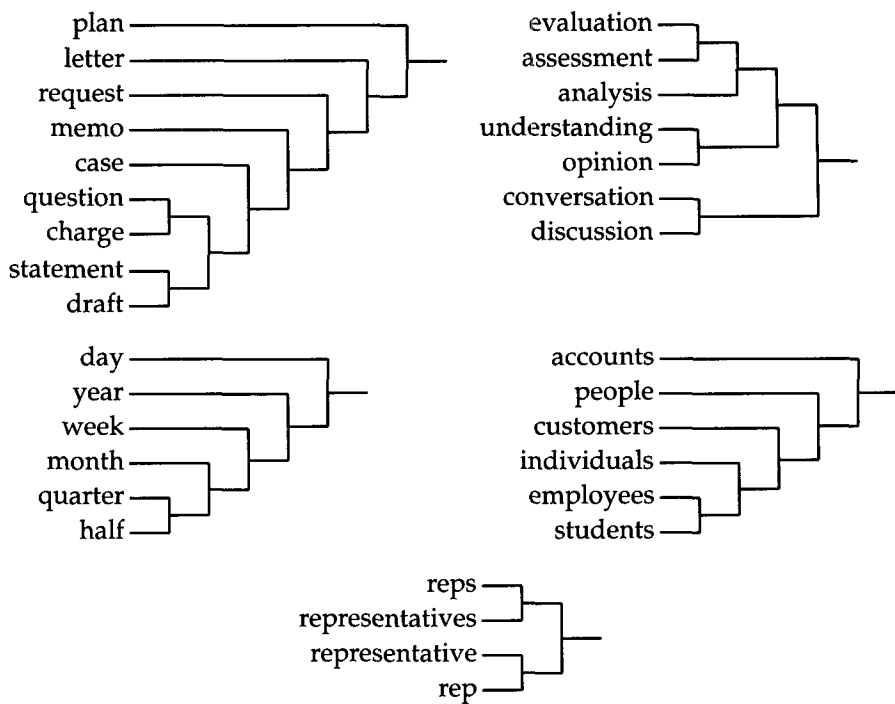 plan
letter
request
memo
case
question
charge
statement
draft
evaluation
assessment
analysis
understanding
opinion
conversation
discussion
day
year
week
month
quarter
half
accounts
people
customers
individuals
employees
students
reps
representatives
representative
rep